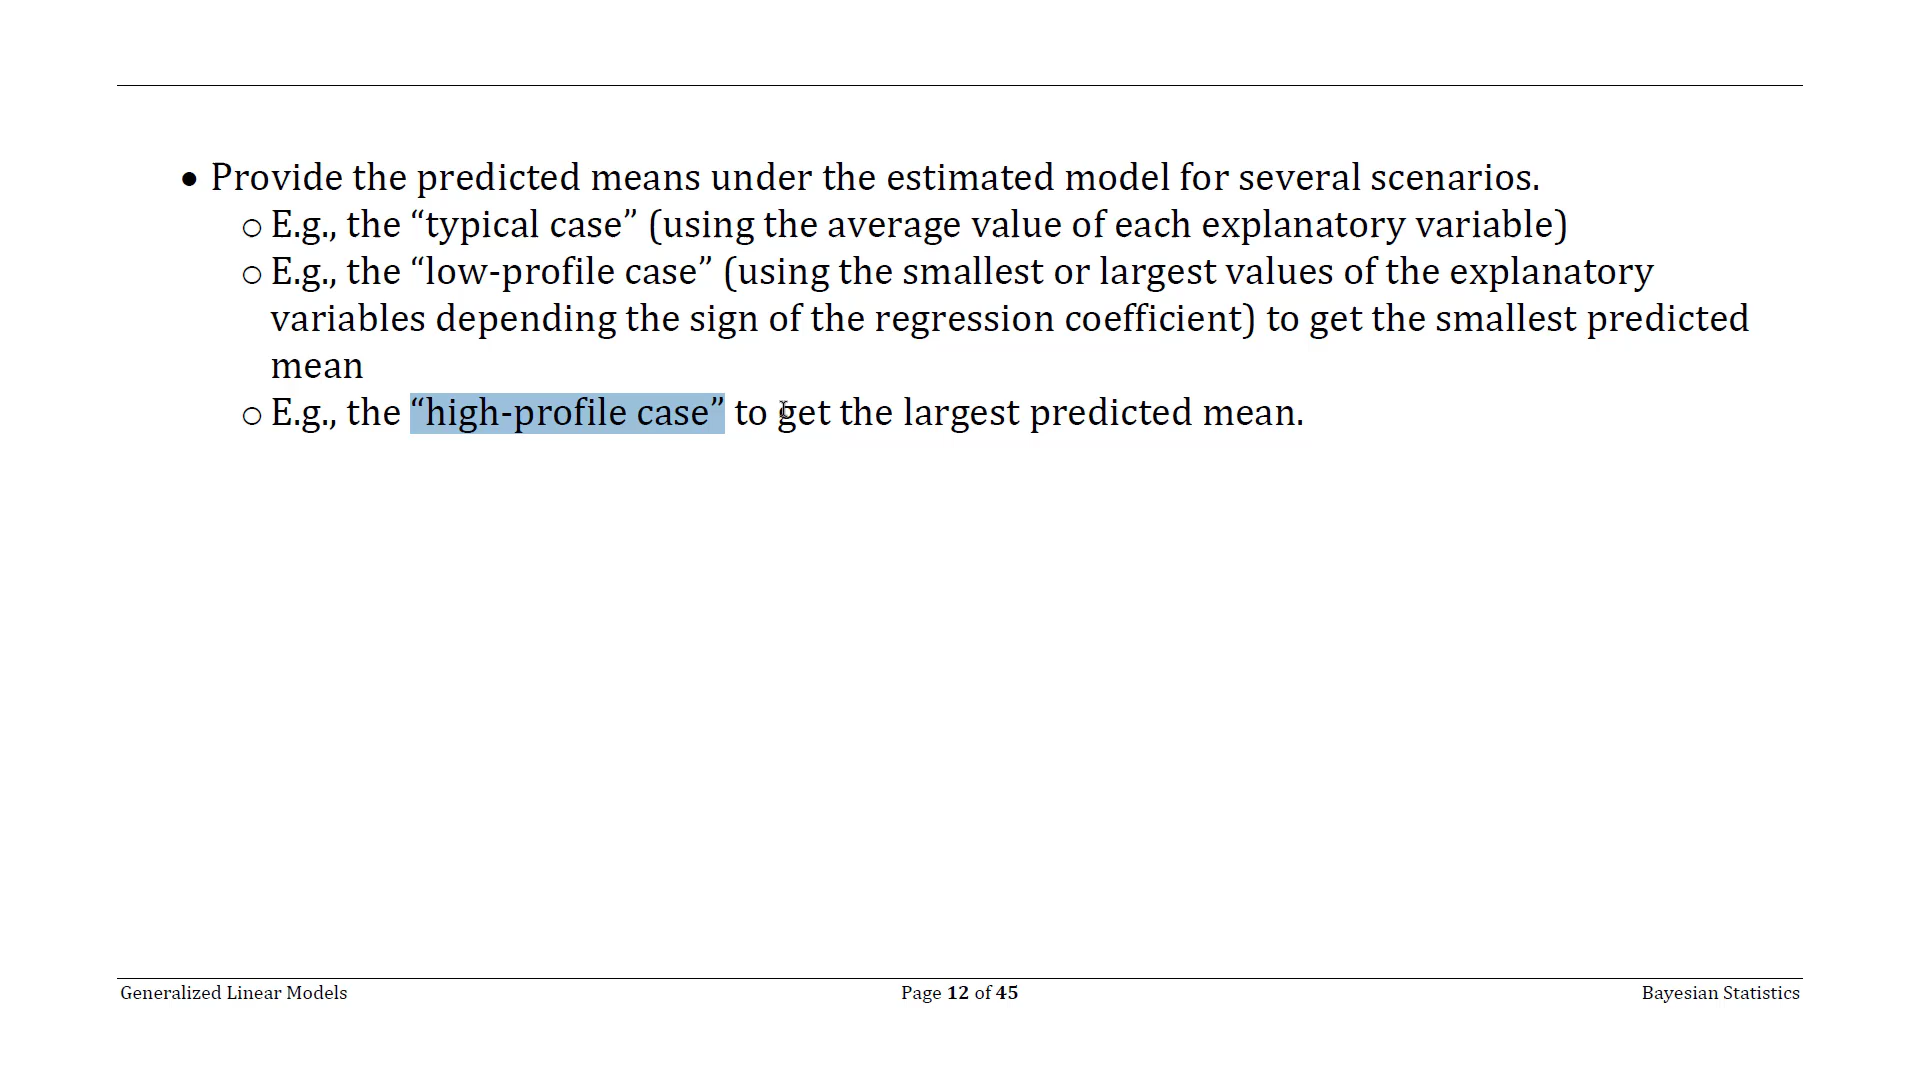 • Provide the predicted means under the estimated model for several scenarios.
○ E.g., the “typical case” (using the average value of each explanatory variable)
○ E.g., the “low-profile case” (using the smallest or largest values of the explanatory
variables depending the sign of the regression coefficient) to get the smallest predicted
mean
○ E.g., the “high-profile case” to get the largest predicted mean.
Generalized Linear Models Page 12 of 45 Bayesian Statistics